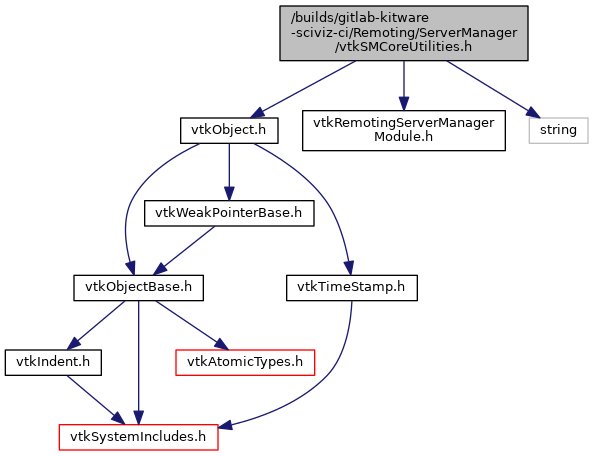 /builds/gitlab-kitware
-sciviz-ci/Remoting/ServerManager
/vtkSMCoreUtilities.h
vtkObject.h
vtkRemotingServerManager
Module.h
string
vtkWeakPointerBase.h
vtkObjectBase.h
vtkTimeStamp.h
vtkIndent.h
vtkAtomicTypes.h
vtkSystemIncludes.h